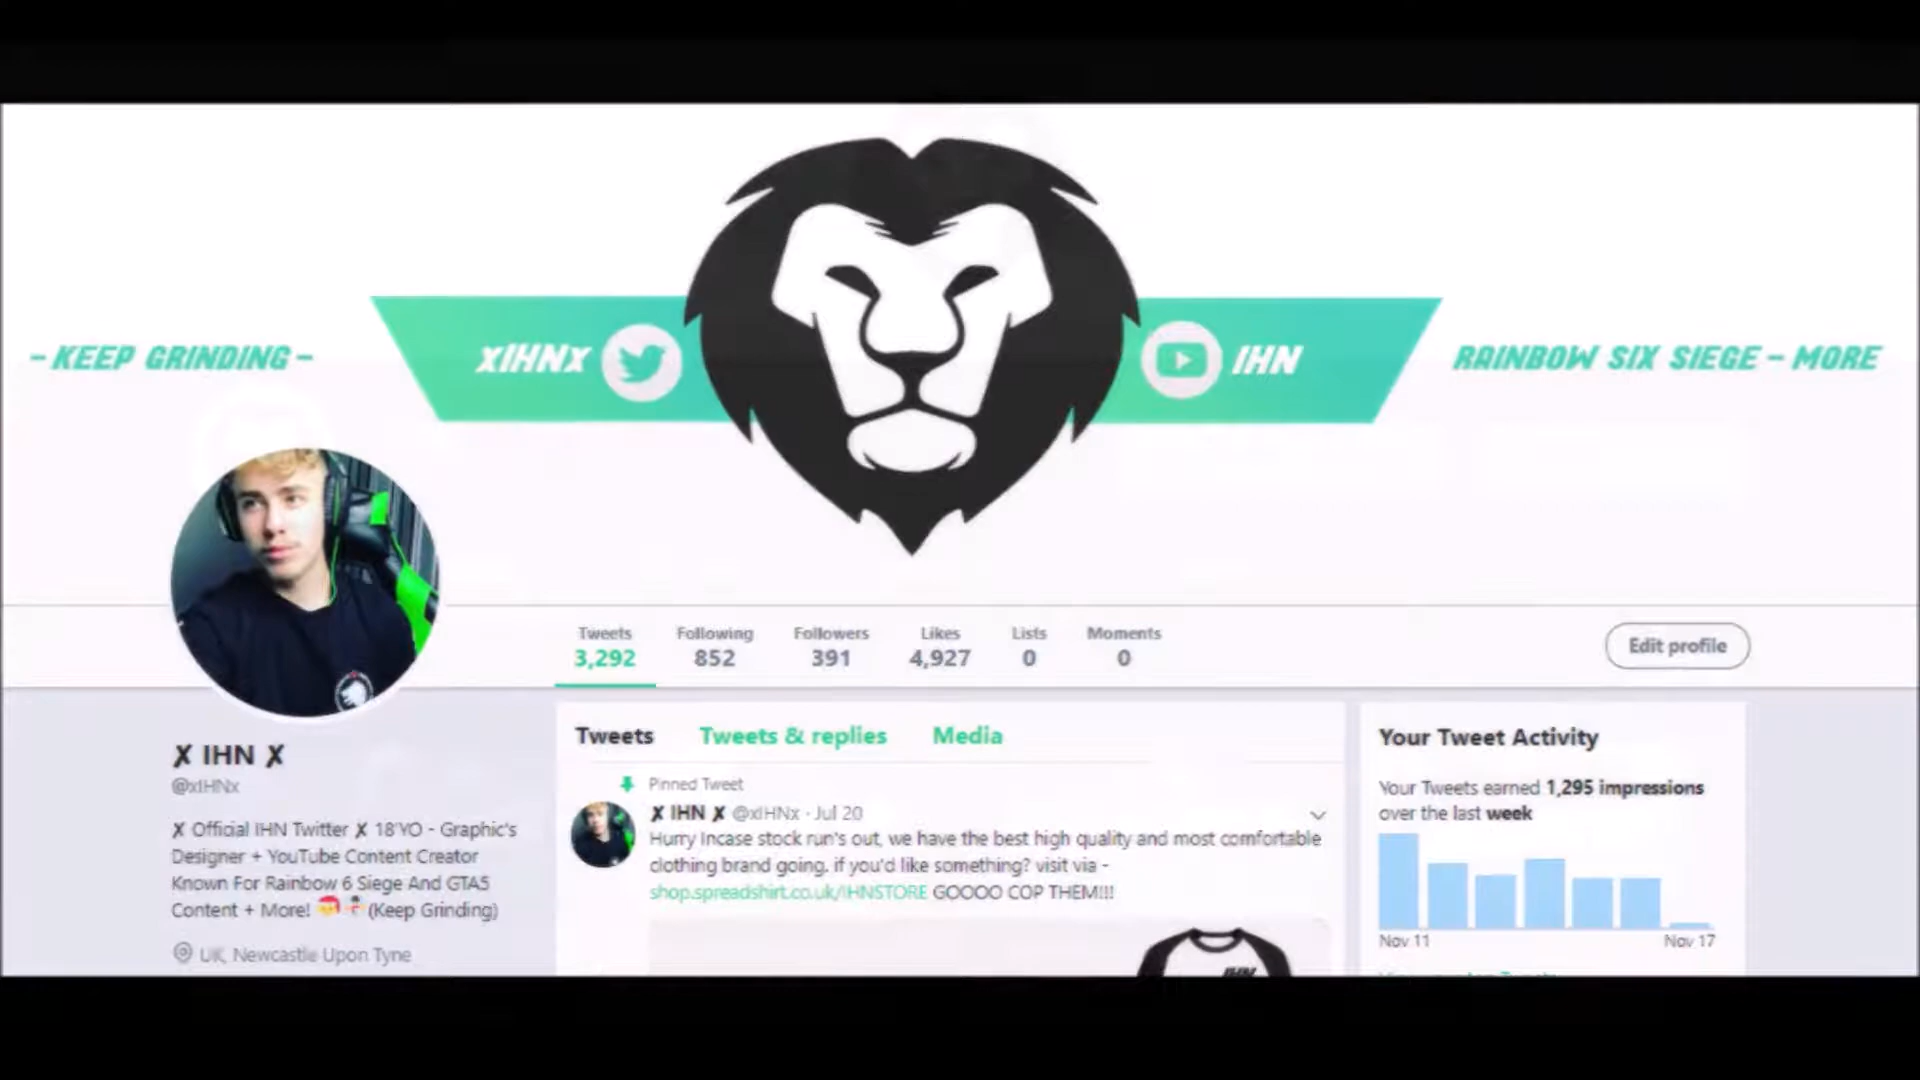 - KEEP GRINDING -
xIHNx
IHN
RAINBOW SIX SIEGE - MORE
Tweets Following Followers Likes Lists Moments
3,292 852 391 4,927 0 0
Edit profile
✗ IHN ✗
@xIHNx
✗ Official IHN Twitter ✗ 18'YO - Graphic's
Designer + YouTube Content Creator
Known For Rainbow 6 Siege And GTA5
Content + More! 🎅⛄(Keep Grinding)
UK, Newcastle Upon Tyne
Tweets Tweets & replies Media
Pinned Tweet
✗ IHN ✗ @xIHNx · Jul 20
Hurry Incase stock run's out, we have the best high quality and most comfortable
clothing brand going. if you'd like something? visit via -
shop.spreadshirt.co.uk/IHNSTORE GOOOO COP THEM!!!
IHN
Your Tweet Activity
Your Tweets earned 1,295 impressions
over the last week
Nov 11 Nov 17